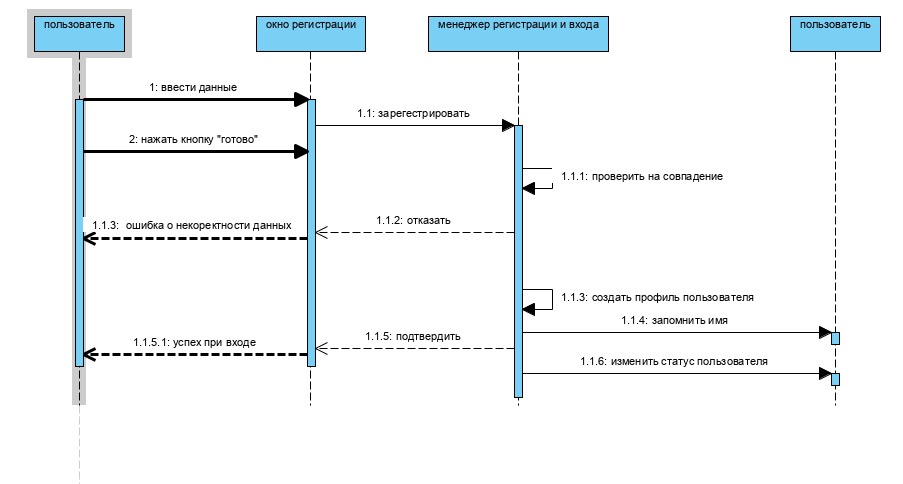 пользователь
окно регистрации
менеджер регистрации и входа
пользователь
1: ввести данные
1.1: зарегестрировать
2: нажать кнопку "готово"
1.1.1: проверить на совпадение
1.1.2: отказать
1.1.3: ошибка о некоректности данных
1.1.3: создать профиль пользователя
1.1.4: запомнить имя
1.1.5: подтвердить
1.1.5.1: успех при входе
1.1.6: изменить статус пользователя